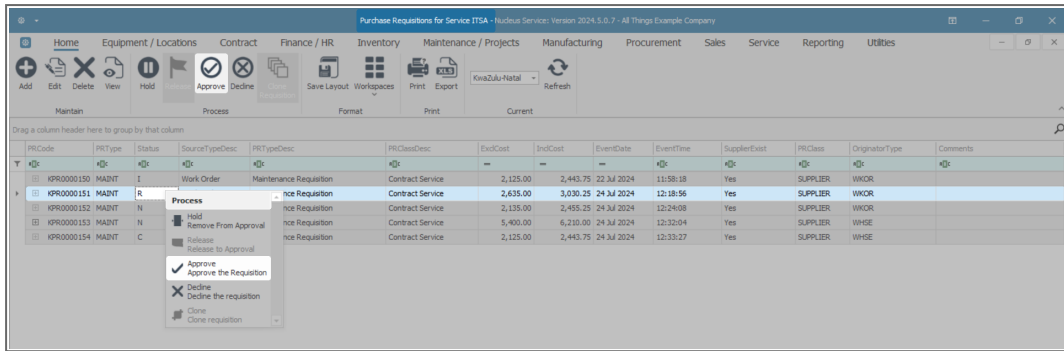 Purchase Requisitions for Service ITSA - Nucleus Service: Version 2024.5.0.7 - All Things Example Company
Home Equipment / Locations Contract Finance / HR Inventory Maintenance / Projects Manufacturing Procurement Sales Service Reporting Utilities
Add Edit Delete View Hold Release Approve Decline Clone Requisition Save Layout Workspaces Print Export KwaZulu-Natal Refresh
Maintain Process Format Print Current
Drag a column header here to group by that column
PRCode PRType Status SourceTypeDesc PRTypeDesc PRClassDesc ExclCost InclCost EventDate EventTime SupplierExist PRClass OriginatorType Comments
KPR0000150 MAINT I Work Order Maintenance Requisition Contract Service 2,125.00 2,443.75 22 Jul 2024 11:58:18 Yes SUPPLIER WKOR
KPR0000151 MAINT R nce Requisition Contract Service 2,635.00 3,030.25 24 Jul 2024 12:18:56 Yes SUPPLIER WKOR
KPR0000152 MAINT N nce Requisition Contract Service 2,135.00 2,455.25 24 Jul 2024 12:24:08 Yes SUPPLIER WKOR
KPR0000153 MAINT N nce Requisition Contract Service 5,400.00 6,210.00 24 Jul 2024 12:32:04 Yes SUPPLIER WHSE
KPR0000154 MAINT C nce Requisition Contract Service 2,125.00 2,443.75 24 Jul 2024 12:33:27 Yes SUPPLIER WHSE
Process
Hold
Remove From Approval
Release
Release to Approval
Approve
Approve the Requisition
Decline
Decline the requisition
Clone
Clone requisition